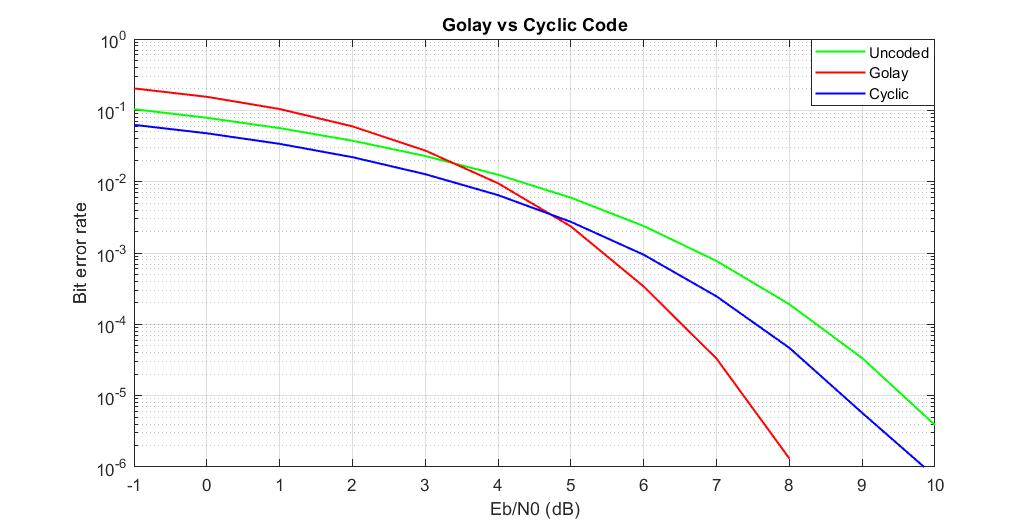 Golay vs Cyclic Code
Uncoded
Golay
Cyclic
10^0
10^-1
10^-2
10^-3
10^-4
10^-5
10^-6
Bit error rate
-1 0 1 2 3 4 5 6 7 8 9 10
Eb/N0 (dB)